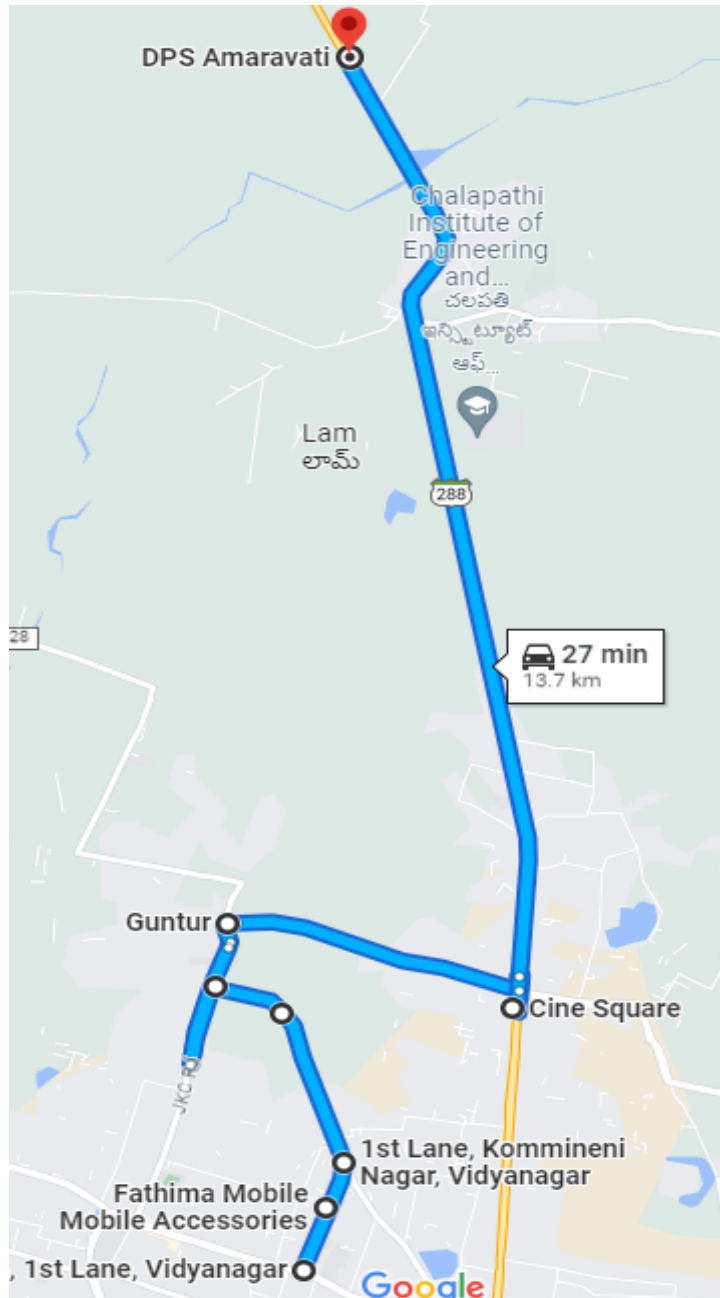 DPS Amaravati
Chalapathi
Institute of
Engineering
and...
చలపతి
ఇన్స్టిట్యూట్
ఆఫ్...
Lam
లామ్
288
28
27 min
13.7 km
Guntur
Cine Square
JKC R
1st Lane, Kommineni
Nagar, Vidyanagar
Fathima Mobile
Mobile Accessories
, 1st Lane, Vidyanagar
Google